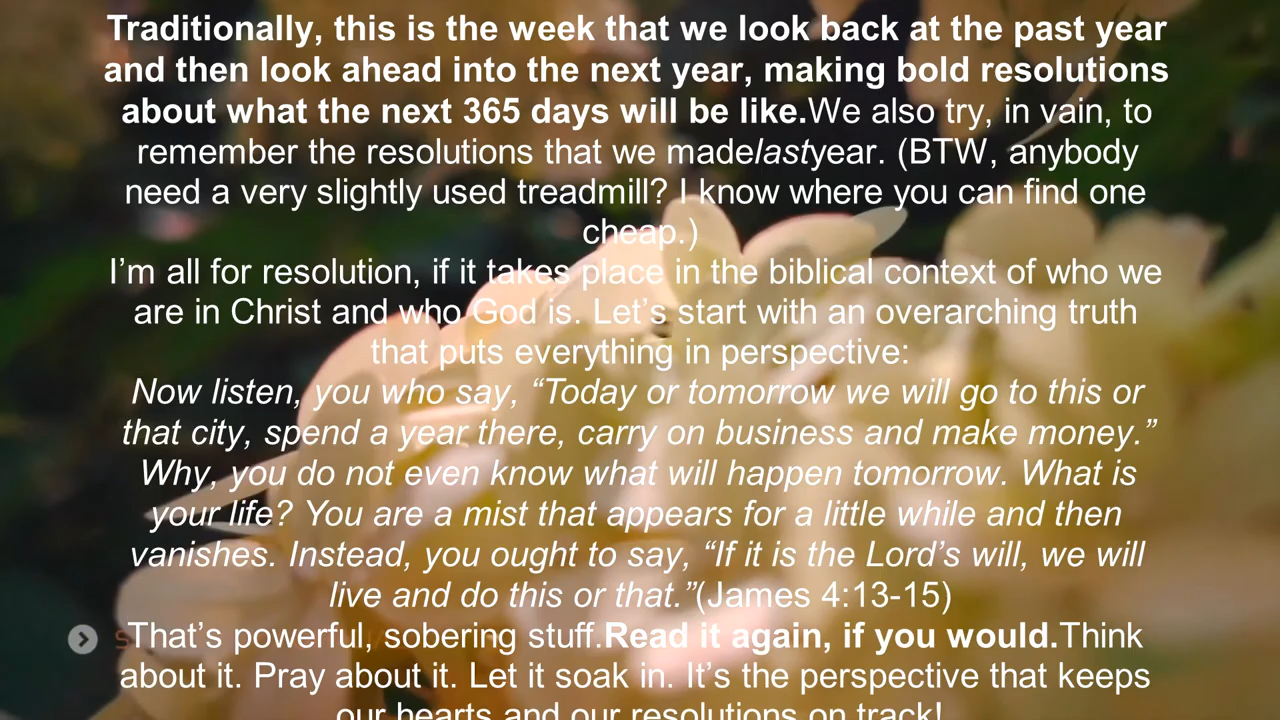 Traditionally, this is the week that we look back at the past year
and then look ahead into the next year, making bold resolutions
about what the next 365 days will be like.We also try, in vain, to
remember the resolutions that we madelastyear. (BTW, anybody
need a very slightly used treadmill? I know where you can find one
cheap.)
I’m all for resolution, if it takes place in the biblical context of who we
are in Christ and who God is. Let’s start with an overarching truth
that puts everything in perspective:
Now listen, you who say, “Today or tomorrow we will go to this or
that city, spend a year there, carry on business and make money.”
Why, you do not even know what will happen tomorrow. What is
your life? You are a mist that appears for a little while and then
vanishes. Instead, you ought to say, “If it is the Lord’s will, we will
live and do this or that.”(James 4:13-15)
That’s powerful, sobering stuff.Read it again, if you would.Think
about it. Pray about it. Let it soak in. It’s the perspective that keeps
our hearts and our resolutions on track!